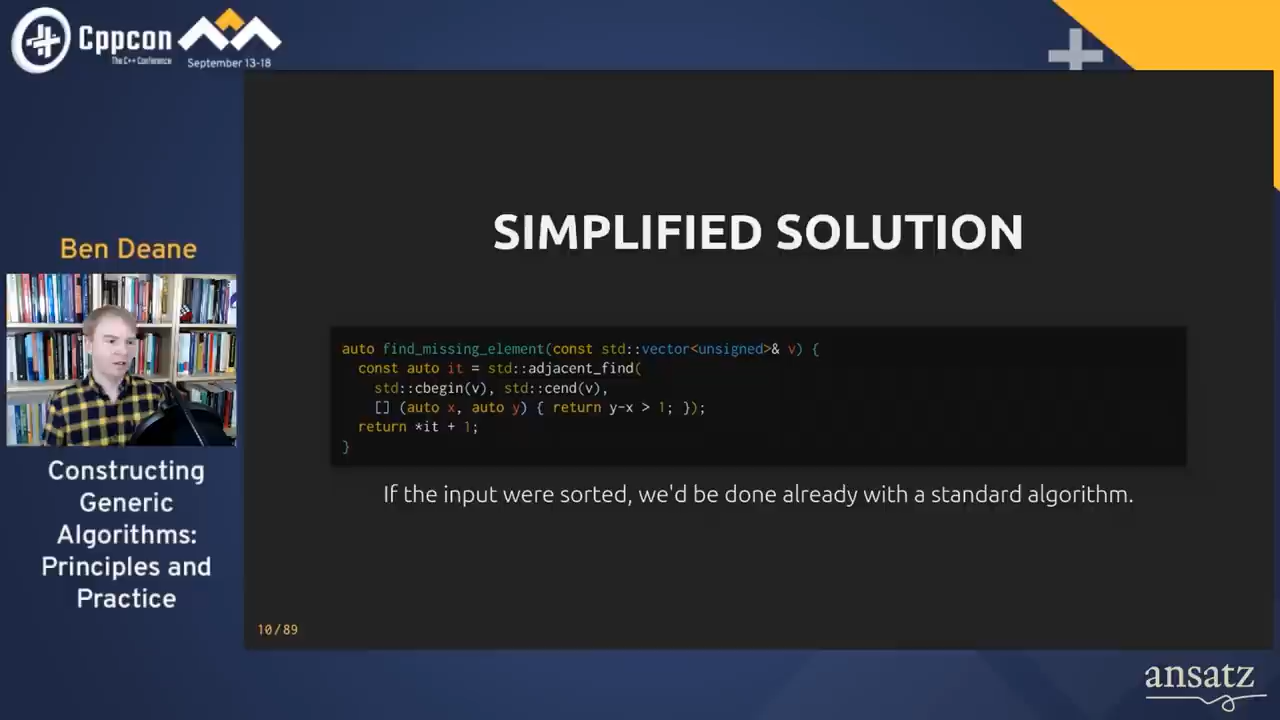 Cppcon
The C++ Conference
September 13-18
Ben Deane
Constructing
Generic
Algorithms:
Principles and
Practice
SIMPLIFIED SOLUTION
auto find_missing_element(const std::vector<unsigned>& v) {
  const auto it = std::adjacent_find(
    std::cbegin(v), std::cend(v),
    [] (auto x, auto y) { return y-x > 1; });
  return *it + 1;
}
If the input were sorted, we'd be done already with a standard algorithm.
10/89
ansatz